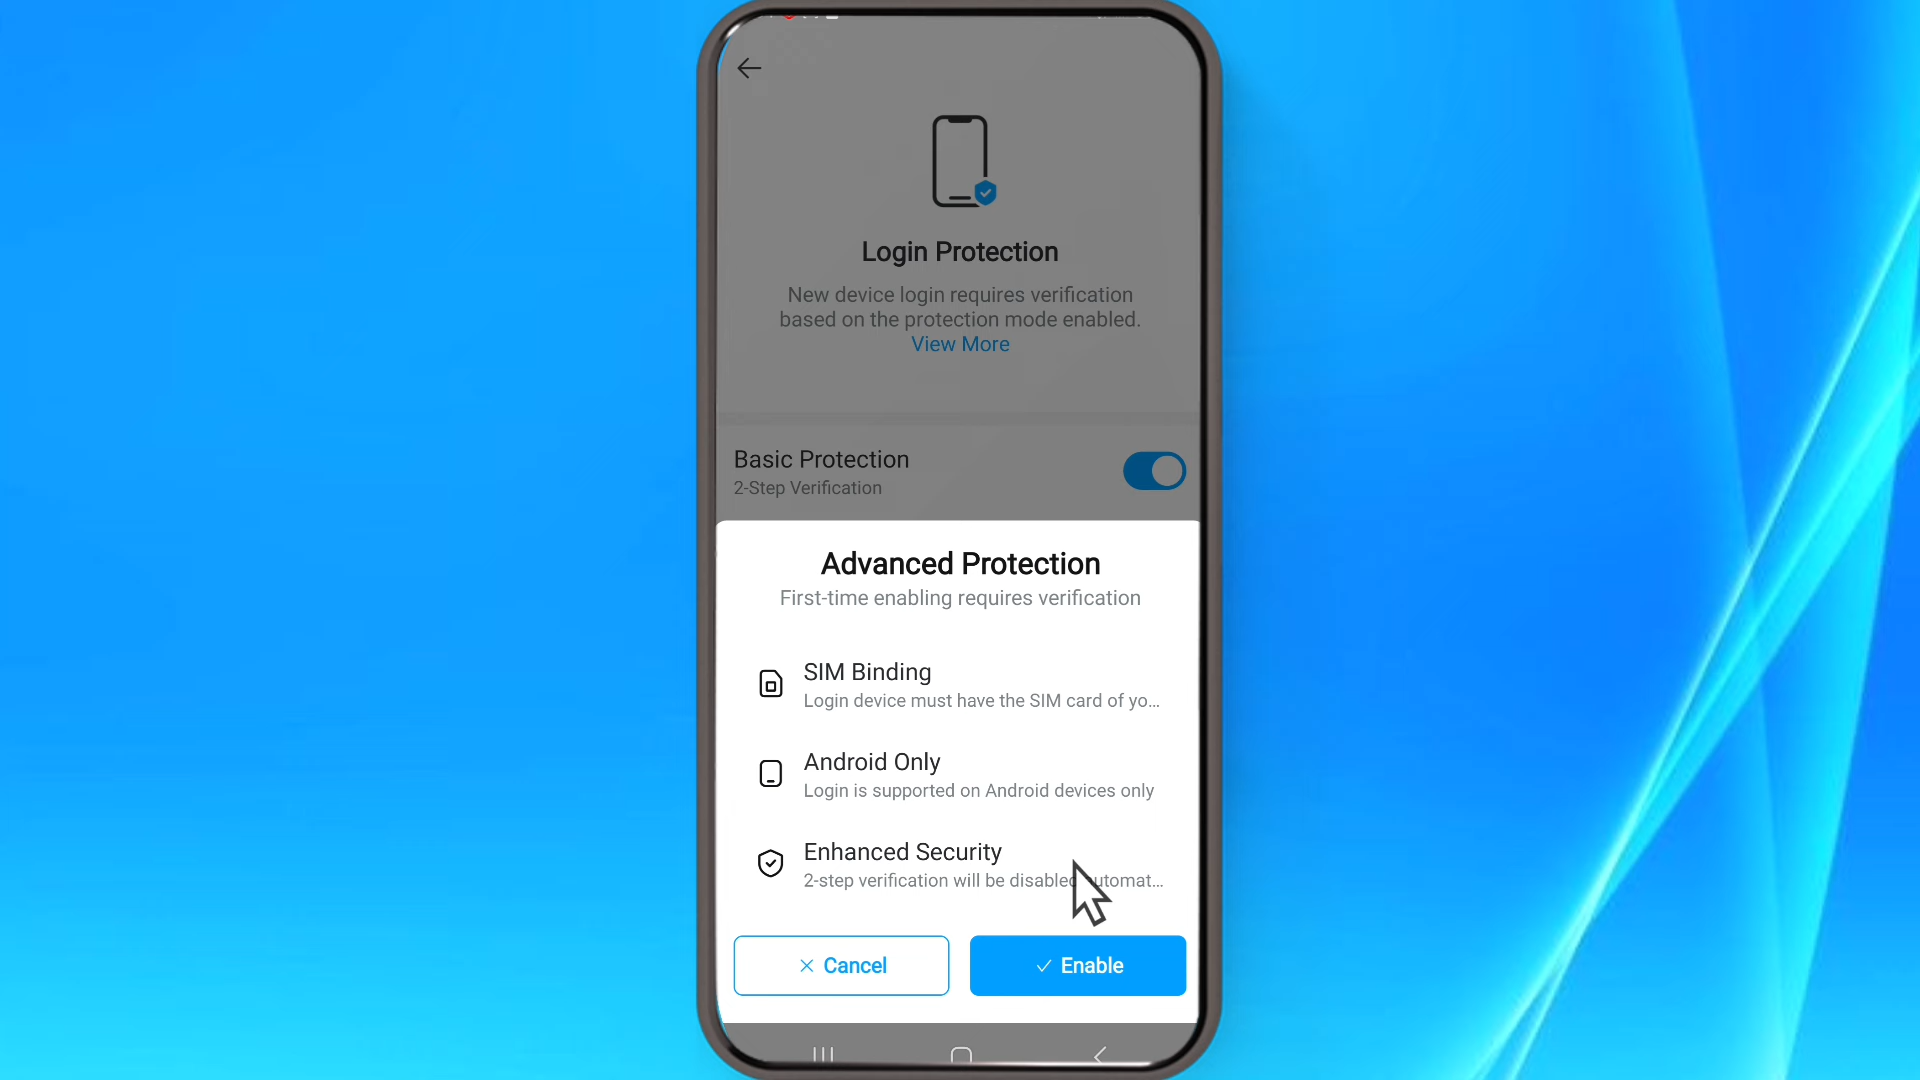 Login Protection
New device login requires verification
based on the protection mode enabled.
View More
Basic Protection
2-Step Verification
Advanced Protection
First-time enabling requires verification
SIM Binding
Login device must have the SIM card of yo...
Android Only
Login is supported on Android devices only
Enhanced Security
2-step verification will be disabled automat...
Cancel
Enable